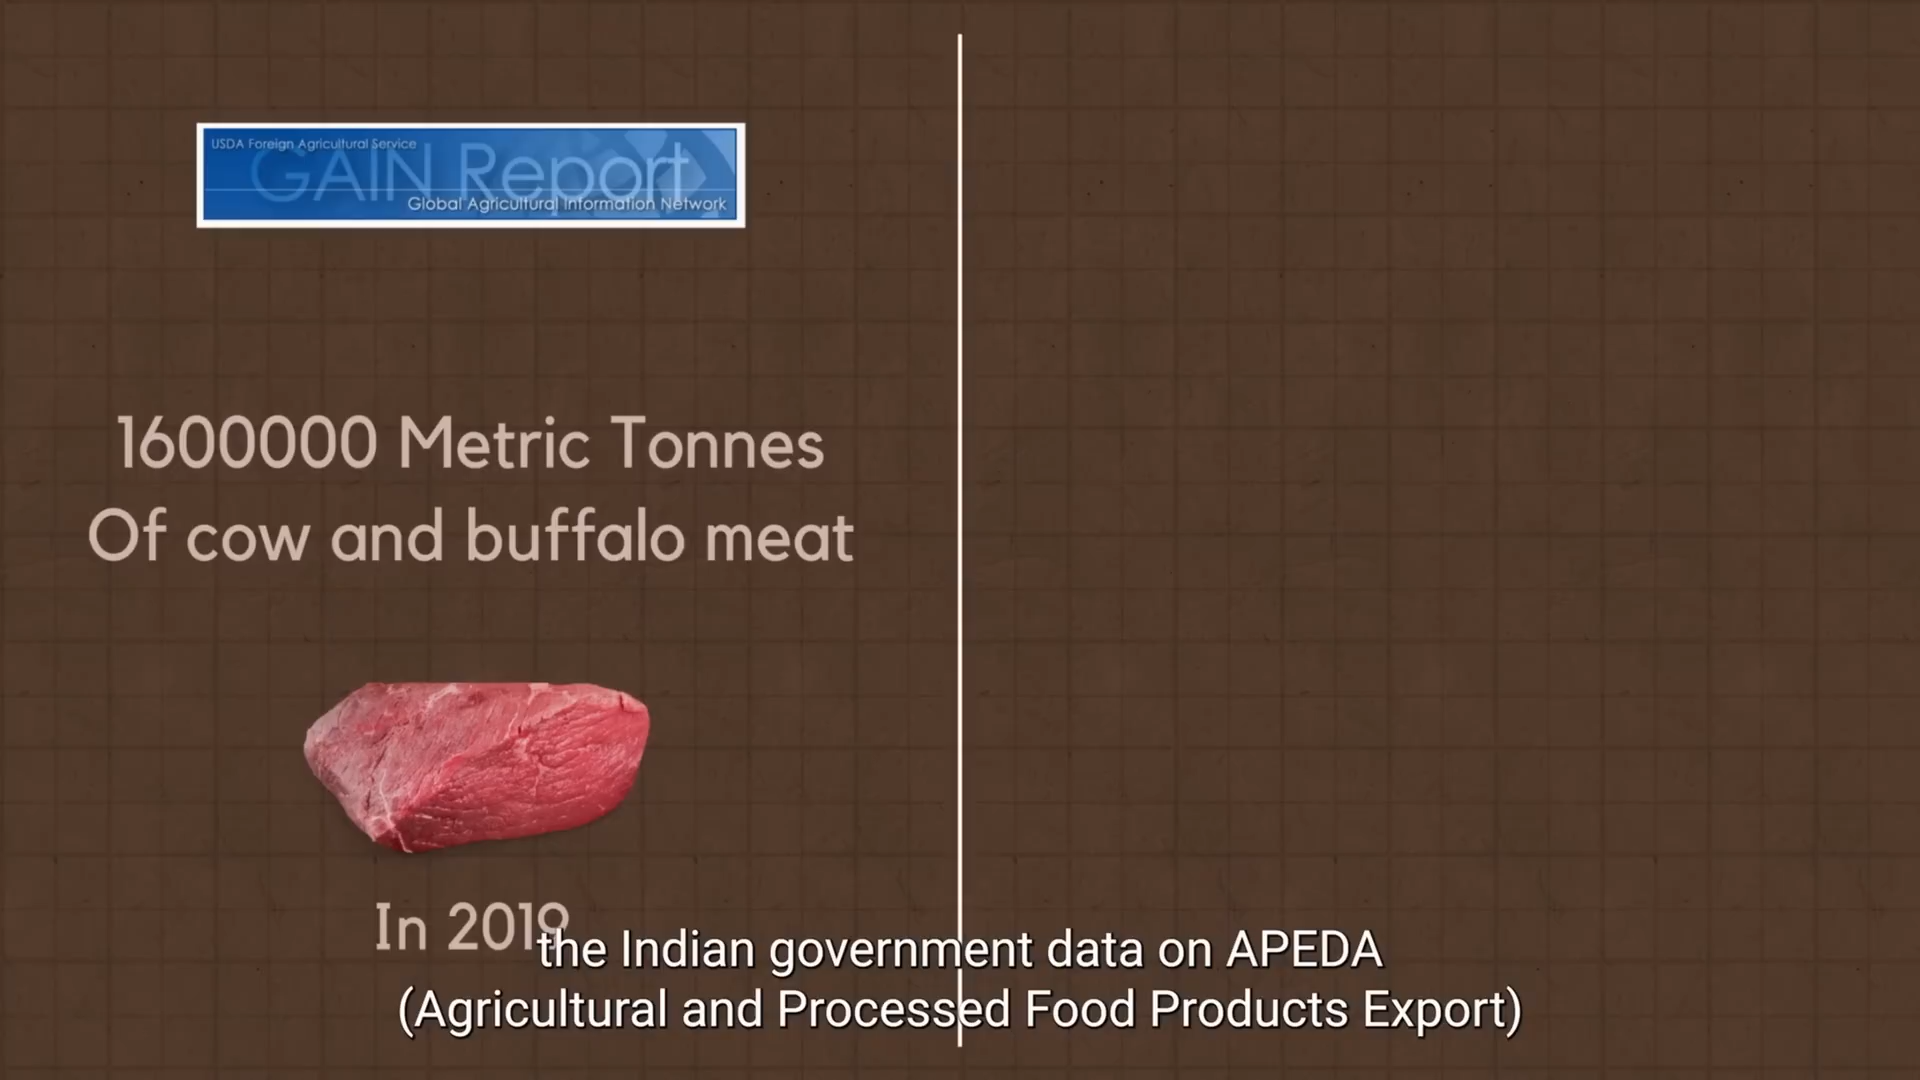 USDA Foreign Agricultural Service
GAIN Report
Global Agricultural Information Network
1600000 Metric Tonnes
Of cow and buffalo meat
In 2019
the Indian government data on APEDA
(Agricultural and Processed Food Products Export)